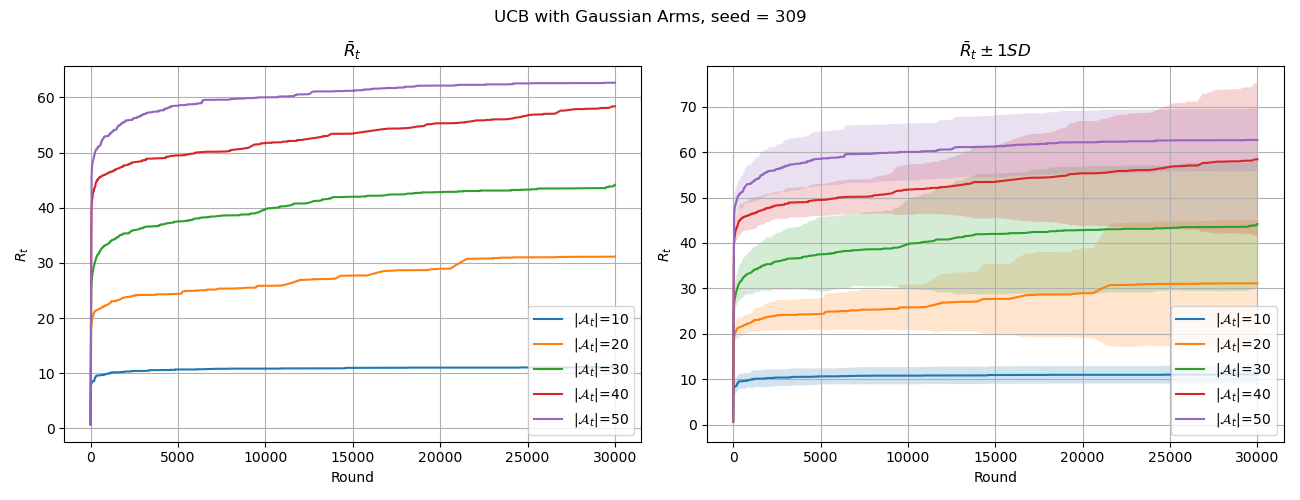 UCB with Gaussian Arms, seed = 309
R̄ₜ
60
50
40
30
20
10
0
Rₜ
0 5000 10000 15000 20000 25000 30000
Round
|𝒜ₜ|=10
|𝒜ₜ|=20
|𝒜ₜ|=30
|𝒜ₜ|=40
|𝒜ₜ|=50
R̄ₜ ± 1SD
70
60
50
40
30
20
10
0
Rₜ
0 5000 10000 15000 20000 25000 30000
Round
|𝒜ₜ|=10
|𝒜ₜ|=20
|𝒜ₜ|=30
|𝒜ₜ|=40
|𝒜ₜ|=50